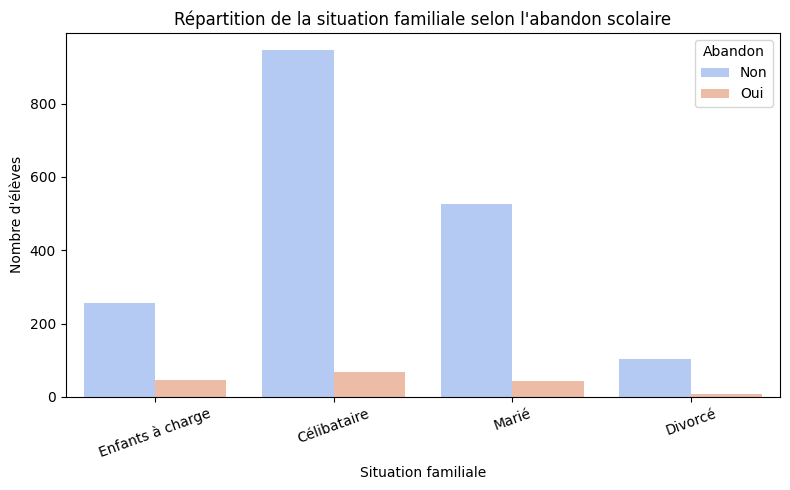 Répartition de la situation familiale selon l'abandon scolaire
Abandon
Non
Oui
Nombre d'élèves
800
600
400
200
0
Enfants à charge
Célibataire
Marié
Divorcé
Situation familiale